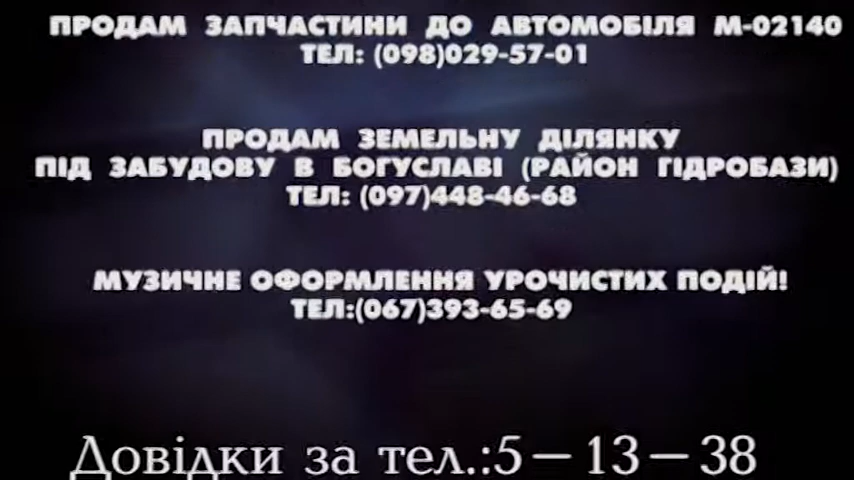 ПРОДАМ ЗАПЧАСТИНИ ДО АВТОМОБІЛЯ М-02140
ТЕЛ: (098)029-57-01
ПРОДАМ ЗЕМЕЛЬНУ ДІЛЯНКУ
ПІД ЗАБУДОВУ В БОГУСЛАВІ (РАЙОН ГІДРОБАЗИ)
ТЕЛ: (097)448-46-68
МУЗИЧНЕ ОФОРМЛЕННЯ УРОЧИСТИХ ПОДІЙ!
ТЕЛ:(067)393-65-69
Довідки за тел.:5-13-38